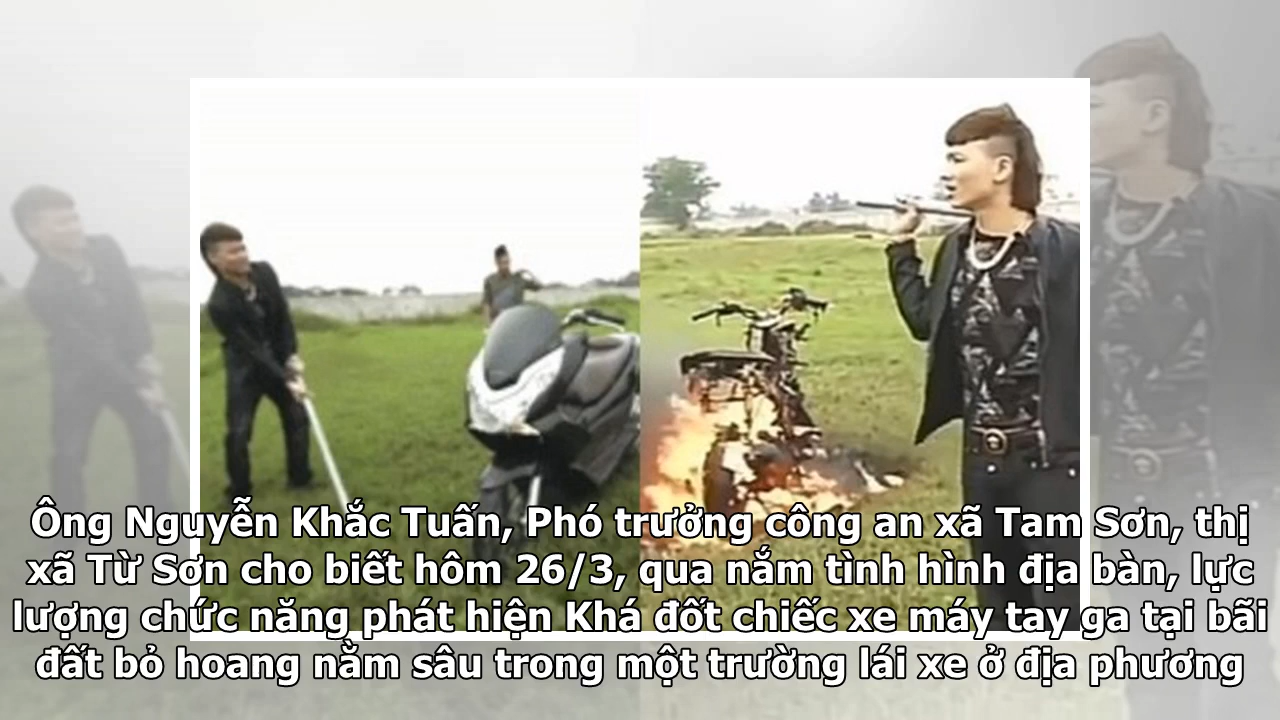 Ông Nguyễn Khắc Tuấn, Phó trưởng công an xã Tam Sơn, thị
xã Từ Sơn cho biết hôm 26/3, qua nắm tình hình địa bàn, lực
lượng chức năng phát hiện Khá đốt chiếc xe máy tay ga tại bãi
đất bỏ hoang nằm sâu trong một trường lái xe ở địa phương